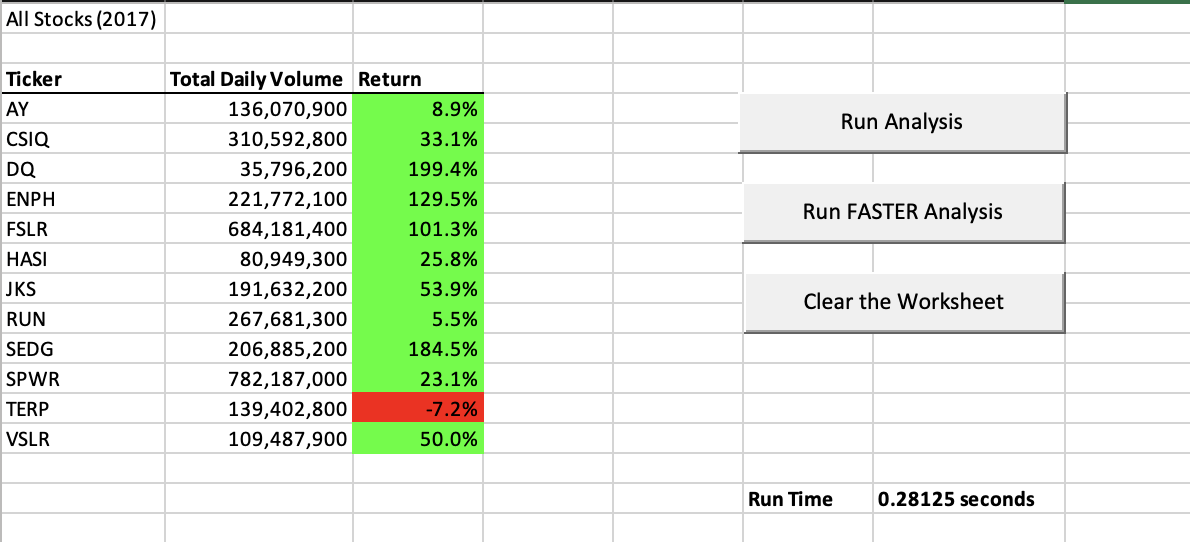 All Stocks (2017)
Ticker Total Daily Volume Return
AY 136,070,900 8.9%
Run Analysis
CSIQ 310,592,800 33.1%
DQ 35,796,200 199.4%
ENPH 221,772,100 129.5%
Run FASTER Analysis
FSLR 684,181,400 101.3%
HASI 80,949,300 25.8%
JKS 191,632,200 53.9%
Clear the Worksheet
RUN 267,681,300 5.5%
SEDG 206,885,200 184.5%
SPWR 782,187,000 23.1%
TERP 139,402,800 -7.2%
VSLR 109,487,900 50.0%
Run Time 0.28125 seconds